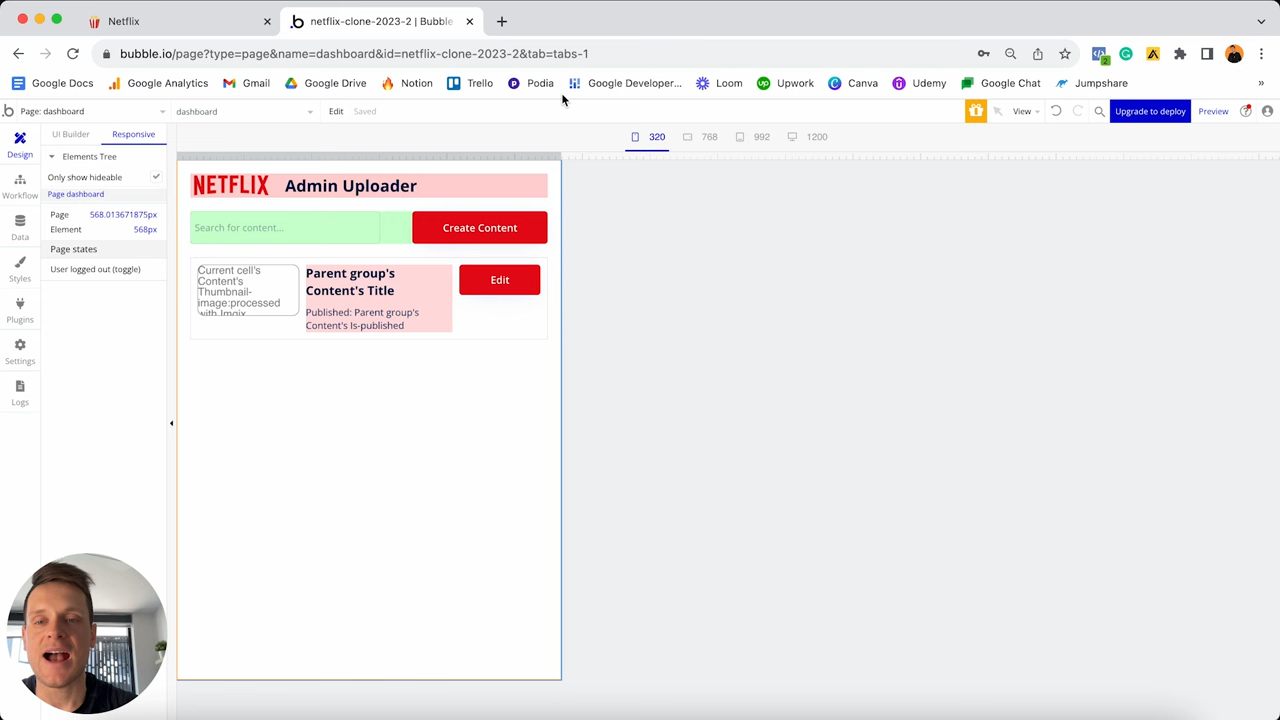 Netflix
netflix-clone-2023-2 | Bubble
bubble.io/page?type=page&name=dashboard&id=netflix-clone-2023-2&tab=tabs-1
2
Google Docs
Google Analytics
Gmail
Google Drive
Notion
Trello
Podia
Google Developer...
Loom
Upwork
Canva
Udemy
Google Chat
Jumpshare
»
Page: dashboard
dashboard
Edit
Saved
View
Upgrade to deploy
Preview
Design
Workflow
Data
Styles
Plugins
Settings
Logs
UI Builder
Responsive
Elements Tree
Only show hideable
Page dashboard
Page 568.013671875px
Element 568px
Page states
User logged out (toggle)
320
768
992
1200
NETFLIX Admin Uploader
Search for content...
Create Content
Current cell's
Content's
Thumbnail-
image:processed
with Imgix
Parent group's
Content's Title
Published: Parent group's
Content's Is-published
Edit